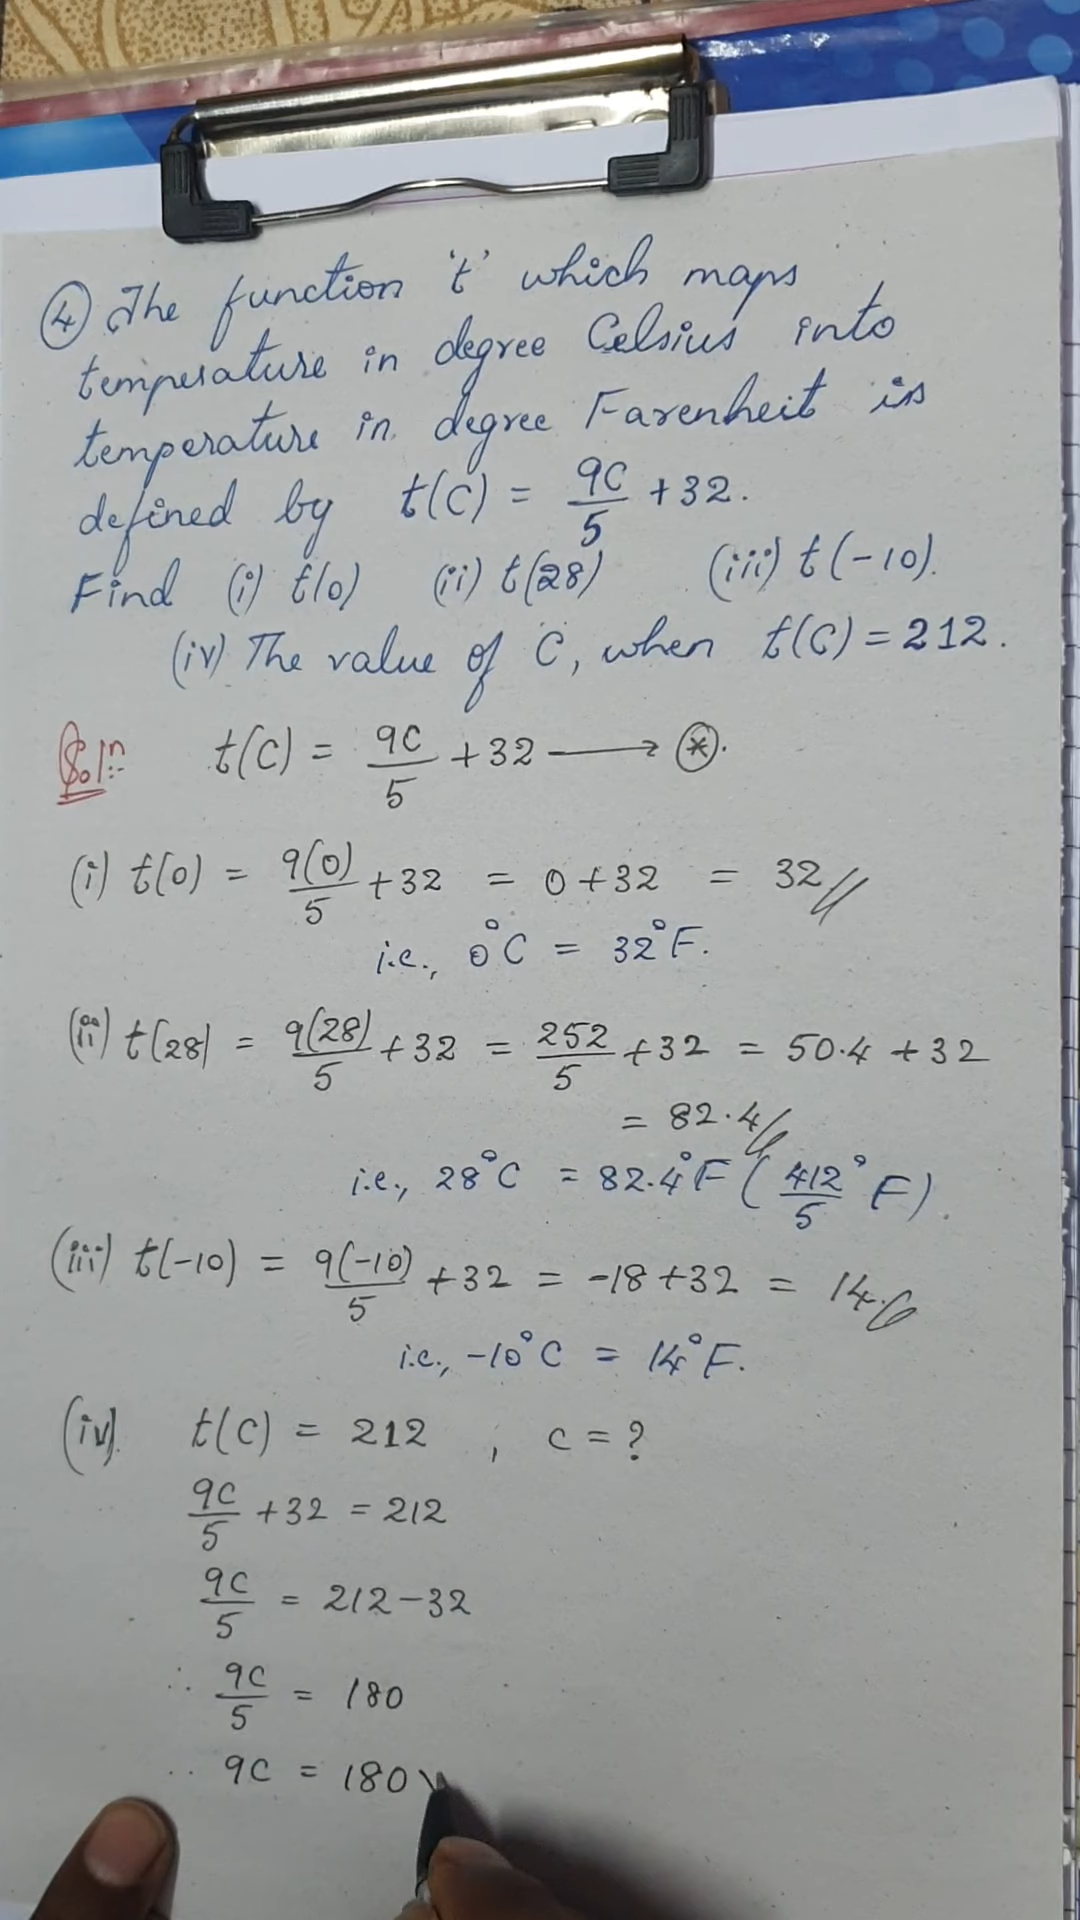 ④ The function 't' which maps
temperature in degree Celsius into
temperature in degree Farenheit is
defined by t(C) = 9C/5 + 32.
Find (i) t(0) (ii) t(28) (iii) t(-10).
(iv) The value of C, when t(C) = 212.
Soln:- t(C) = 9C/5 + 32 ⟶ ⊛.
(i) t(0) = 9(0)/5 + 32 = 0 + 32 = 32//
i.e., 0°C = 32°F.
(ii) t(28) = 9(28)/5 + 32 = 252/5 + 32 = 50.4 + 32
= 82.4//
i.e., 28°C = 82.4°F (412/5 °F).
(iii) t(-10) = 9(-10)/5 + 32 = -18 + 32 = 14.//
i.e., -10°C = 14°F.
(iv). t(C) = 212 , C = ?
9C/5 + 32 = 212
9C/5 = 212 - 32
∴ 9C/5 = 180
∴ 9C = 180